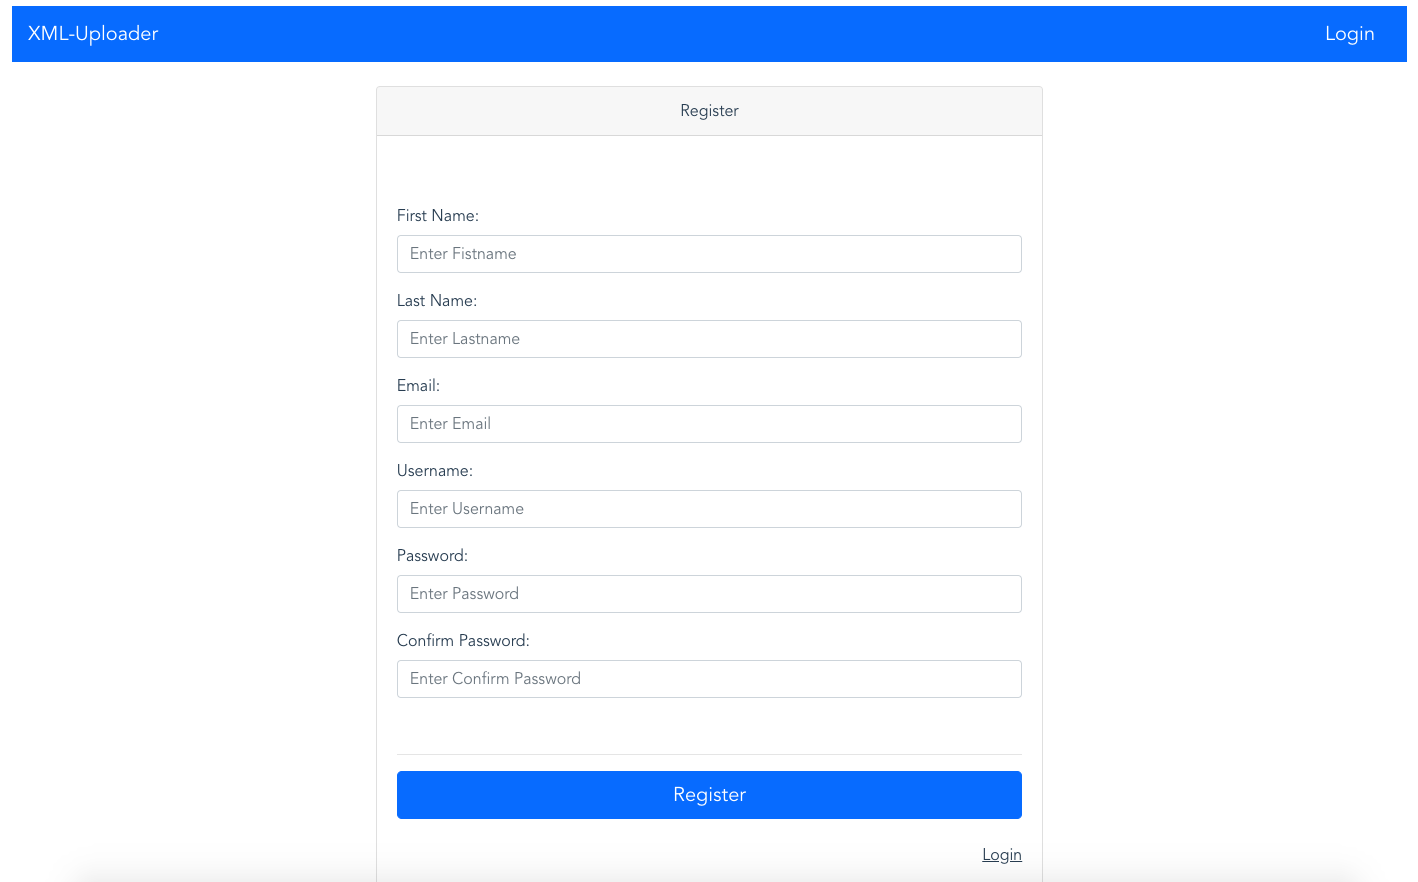 XML-Uploader
Login
Register
First Name:
Enter Fistname
Last Name:
Enter Lastname
Email:
Enter Email
Username:
Enter Username
Password:
Enter Password
Confirm Password:
Enter Confirm Password
Register
Login